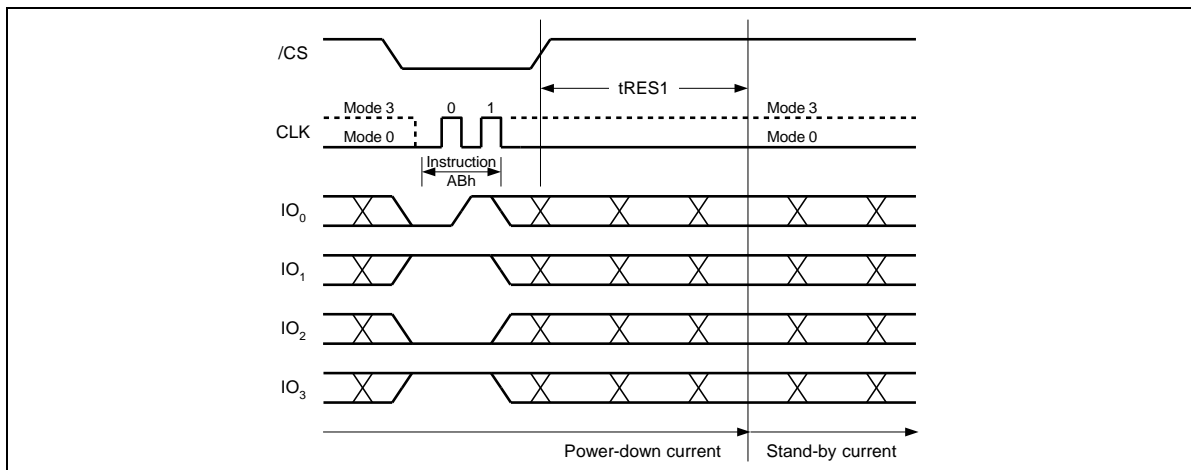 /CS
tRES1
Mode 3 0 1 Mode 3
CLK
Mode 0 Mode 0
Instruction
ABh
IO0
IO1
IO2
IO3
Power-down current Stand-by current